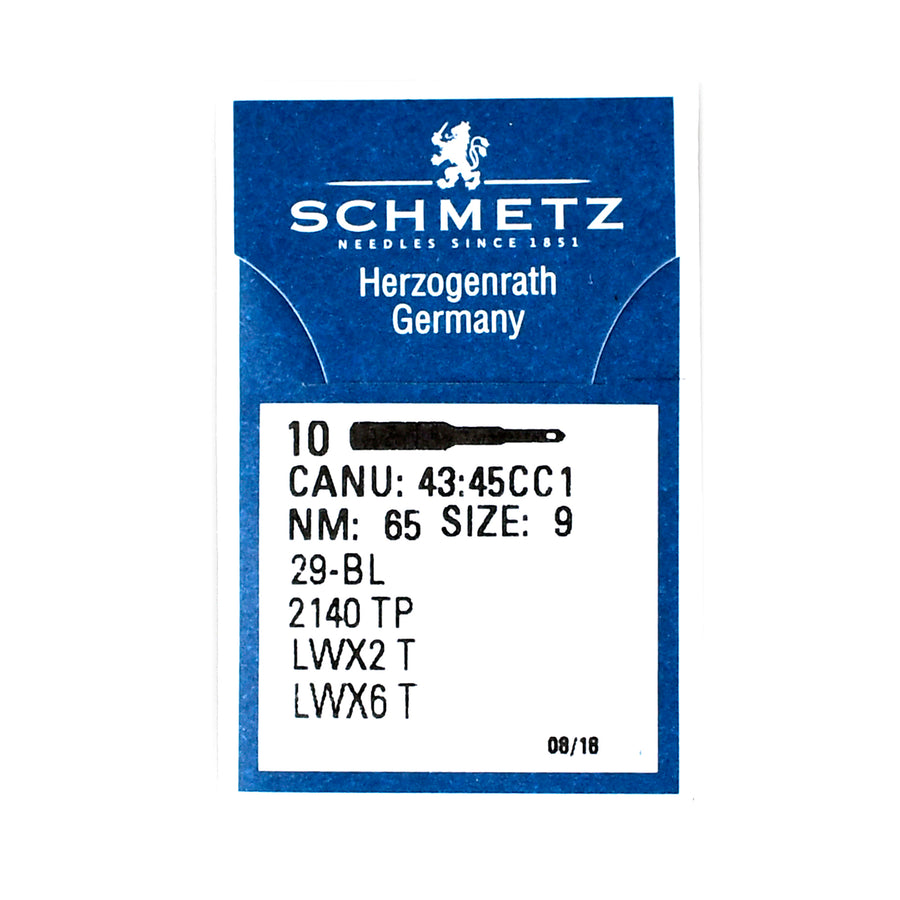 SCHMETZ
NEEDLES SINCE 1851
Herzogenrath
Germany
10
CANU: 43:45CC1
NM: 65 SIZE: 9
29-BL
2140 TP
LWX2 T
LWX6 T
08/16